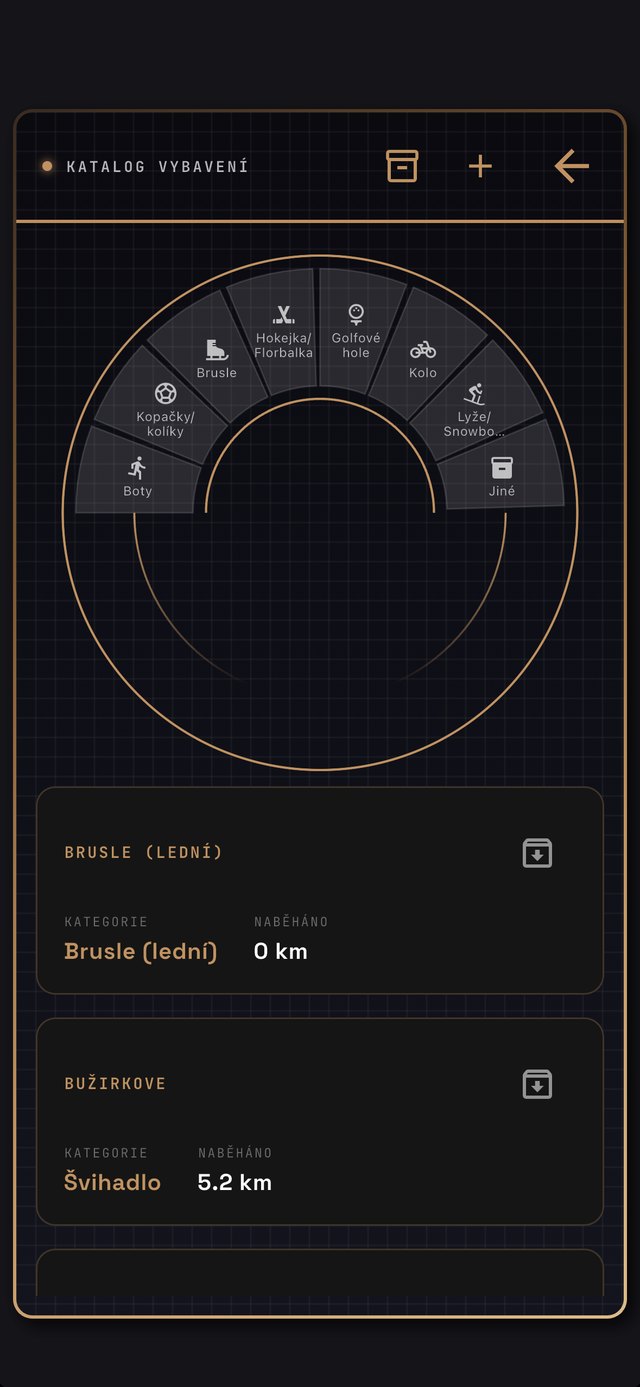 KATALOG VYBAVENÍ
Hokejka/
Florbalka
Golfové
hole
Brusle
Kolo
Kopačky/
kolíky
Lyže/
Snowbo...
Boty
Jiné
BRUSLE (LEDNÍ)
KATEGORIE
NABĚHÁNO
Brusle (lední)
0 km
BUŽIRKOVE
KATEGORIE
NABĚHÁNO
Švihadlo
5.2 km